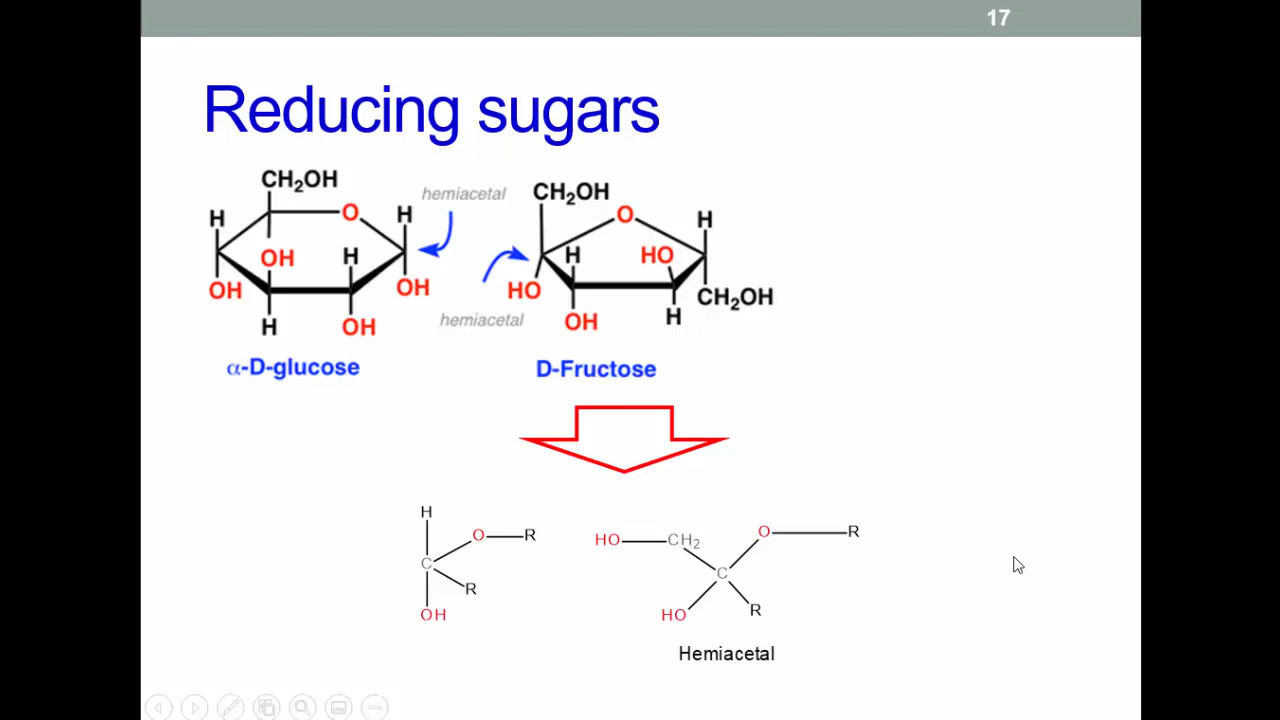 17
Reducing sugars
CH2OH
H
O
H
hemiacetal
OH
H
OH
OH
H
OH
α-D-glucose
CH2OH
O
H
H
HO
HO
CH2OH
OH
H
hemiacetal
D-Fructose
H
O
R
C
R
OH
HO
CH2
O
R
C
HO
R
Hemiacetal